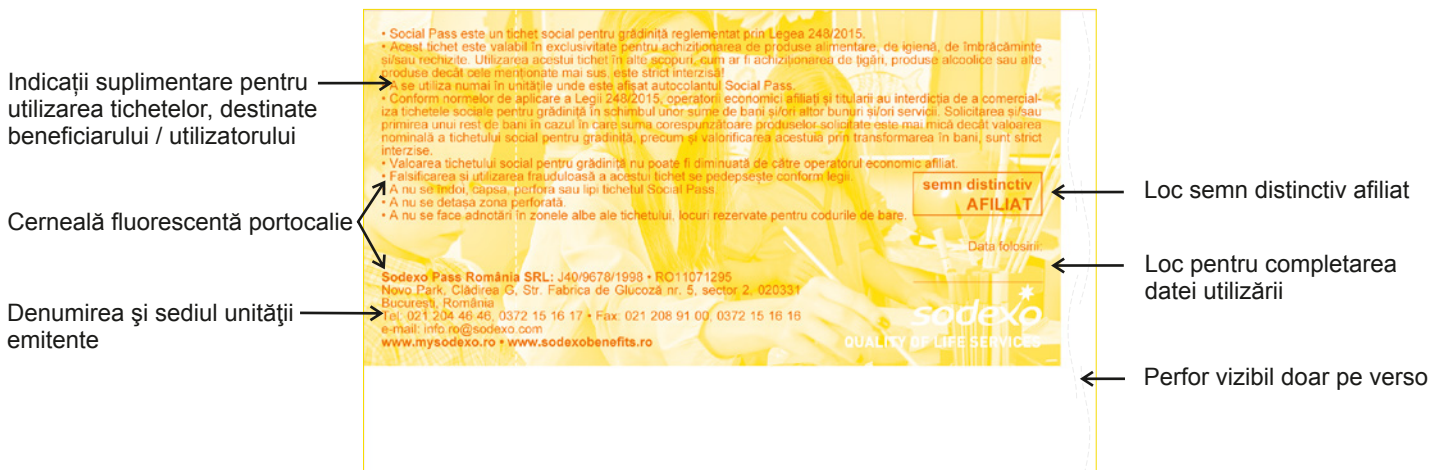 Indicații suplimentare pentru
utilizarea tichetelor, destinate
beneficiarului / utilizatorului
Cerneală fluorescentă portocalie
Denumirea şi sediul unităţii
emitente
• Social Pass este un tichet social pentru grădiniță reglementat prin Legea 248/2015.
• Acest tichet este valabil în exclusivitate pentru achiziționarea de produse alimentare, de igienă, de îmbrăcăminte
și/sau rechizite. Utilizarea acestui tichet în alte scopuri, cum ar fi achiziționarea de țigări, produse alcoolice sau alte
produse decât cele menționate mai sus, este strict interzisă!
• A se utiliza numai în unitățile unde este afișat autocolantul Social Pass.
• Conform normelor de aplicare a Legii 248/2015, operatorii economici afiliați și titularii au interdicția de a comercial-
iza tichetele sociale pentru grădiniță în schimbul unor sume de bani și/ori altor bunuri și/ori servicii. Solicitarea și/sau
primirea unui rest de bani în cazul în care suma corespunzătoare produselor solicitate este mai mică decât valoarea
nominală a tichetului social pentru grădiniță, precum și valorificarea acestuia prin transformarea în bani, sunt strict
interzise.
• Valoarea tichetului social pentru grădiniță nu poate fi diminuată de către operatorul economic afiliat.
• Falsificarea și utilizarea frauduloasă a acestui tichet se pedepsește conform legii.
• A nu se îndoi, capsa, perfora sau lipi tichetul Social Pass.
• A nu se detașa zona perforată.
• A nu se face adnotări în zonele albe ale tichetului, locuri rezervate pentru codurile de bare.
semn distinctiv
AFILIAT
Data folosirii:
Sodexo Pass România SRL: J40/9678/1998 • RO11071295
Novo Park, Clădirea G, Str. Fabrica de Glucoză nr. 5, sector 2, 020331
București, România
Tel: 021 204 46 46, 0372 15 16 17 • Fax: 021 208 91 00, 0372 15 16 16
e-mail: info.ro@sodexo.com
www.mysodexo.ro • www.sodexobenefits.ro
sodexo
QUALITY OF LIFE SERVICES
Loc semn distinctiv afiliat
Loc pentru completarea
datei utilizării
Perfor vizibil doar pe verso